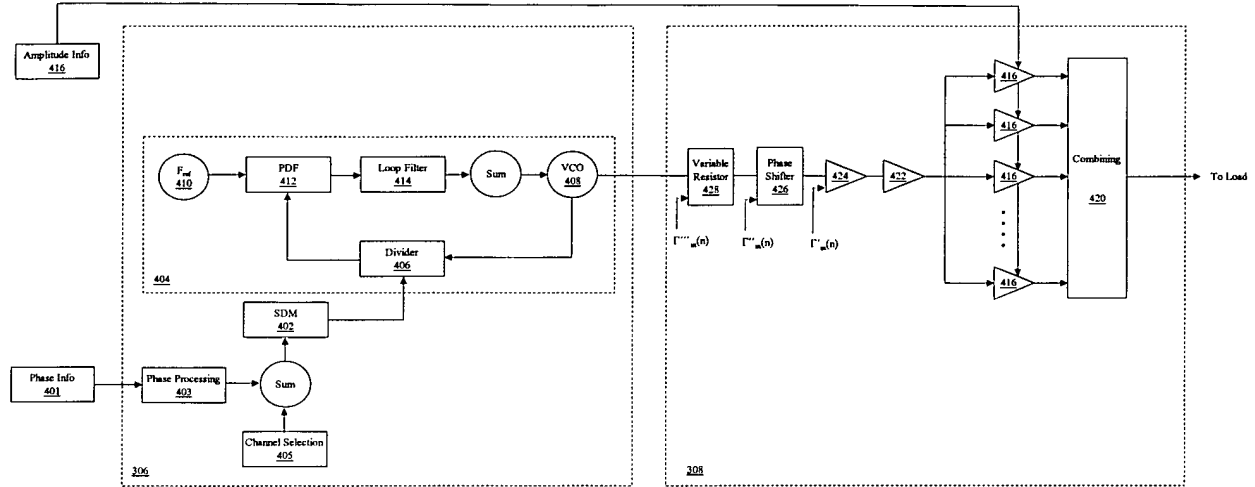 Amplitude Info
416
F_ref
410
PDF
412
Loop Filter
414
Sum
VCO
408
Divider
406
404
SDM
402
Phase Info
401
Phase Processing
403
Sum
Channel Selection
405
306
Variable
Resistor
428
Phase
Shifter
426
424
422
416
416
416
416
Combining
420
To Load
308